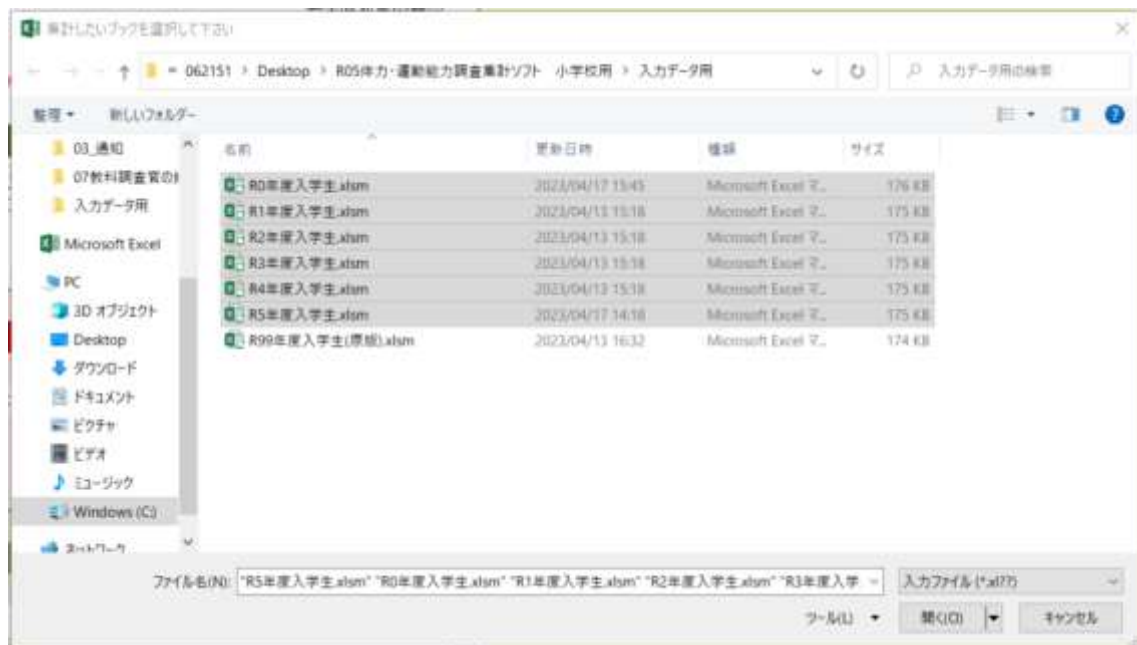 集計したいブックを選択して下さい
« 062151 › Desktop › R05体力・運動能力調査集計ソフト 小学校用 › 入力データ用
入力データ用の検索
整理 新しいフォルダー
名前 更新日時 種類 サイズ
03_通知
07教科調査官の
入力データ用
Microsoft Excel
PC
3D オブジェクト
Desktop
ダウンロード
ドキュメント
ピクチャ
ビデオ
ミュージック
Windows (C:)
ネットワーク
R0年度入学生.xlsm 2023/04/17 15:45 Microsoft Excel マ... 176 KB
R1年度入学生.xlsm 2023/04/13 15:18 Microsoft Excel マ... 175 KB
R2年度入学生.xlsm 2023/04/13 15:18 Microsoft Excel マ... 175 KB
R3年度入学生.xlsm 2023/04/13 15:18 Microsoft Excel マ... 175 KB
R4年度入学生.xlsm 2023/04/13 15:18 Microsoft Excel マ... 175 KB
R5年度入学生.xlsm 2023/04/17 14:18 Microsoft Excel マ... 175 KB
R99年度入学生(原版).xlsm 2023/04/13 16:32 Microsoft Excel マ... 174 KB
ファイル名(N): "R5年度入学生.xlsm" "R0年度入学生.xlsm" "R1年度入学生.xlsm" "R2年度入学生.xlsm" "R3年度入学
入力ファイル (*.xl??)
ツール(L) 開く(O) キャンセル